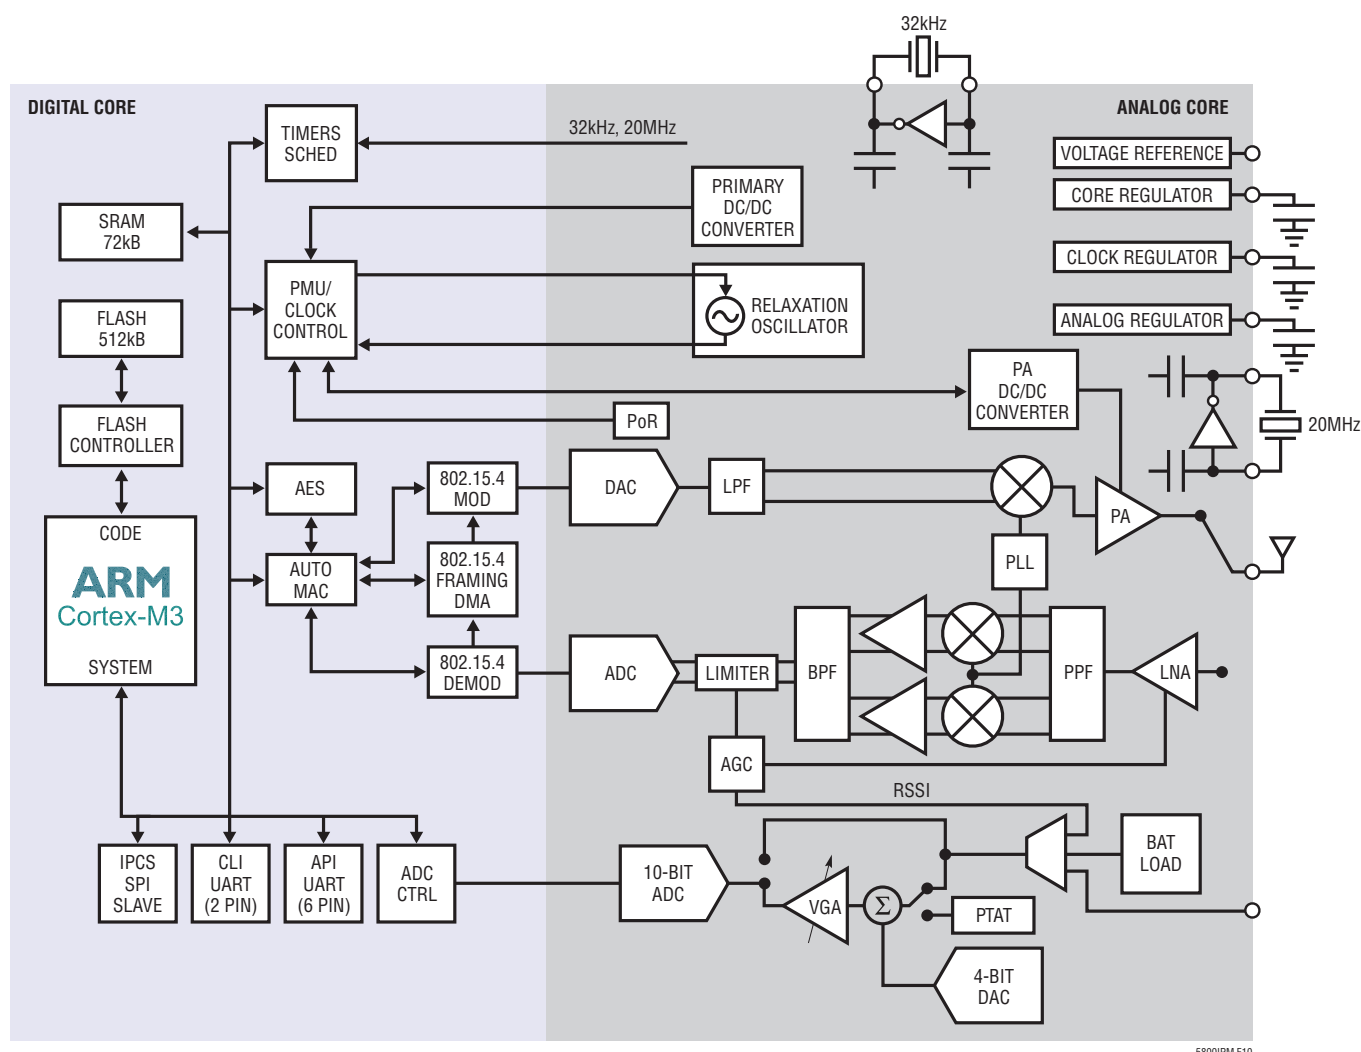 32kHz
DIGITAL CORE
ANALOG CORE
TIMERS
SCHED
32kHz, 20MHz
VOLTAGE REFERENCE
PRIMARY
DC/DC
CONVERTER
CORE REGULATOR
SRAM
72kB
CLOCK REGULATOR
PMU/
CLOCK
CONTROL
RELAXATION
OSCILLATOR
FLASH
512kB
ANALOG REGULATOR
PA
DC/DC
CONVERTER
PoR
20MHz
FLASH
CONTROLLER
AES
802.15.4
MOD
DAC
LPF
PA
CODE
ARM
Cortex-M3
SYSTEM
AUTO
MAC
802.15.4
FRAMING
DMA
PLL
802.15.4
DEMOD
ADC
LIMITER
BPF
PPF
LNA
AGC
RSSI
IPCS
SPI
SLAVE
CLI
UART
(2 PIN)
API
UART
(6 PIN)
ADC
CTRL
10-BIT
ADC
VGA
Σ
BAT
LOAD
PTAT
4-BIT
DAC